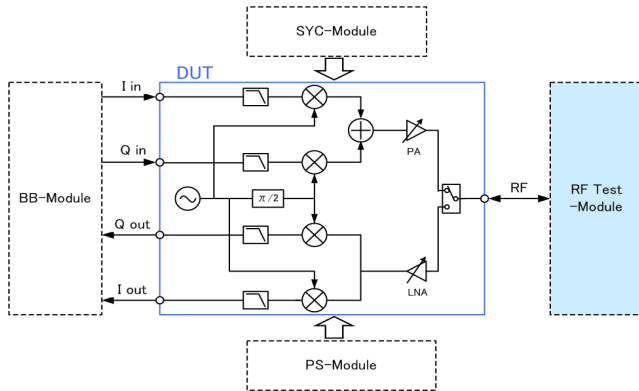 SYC-Module
DUT
I in
Q in
PA
BB-Module
π/2
RF
RF Test
-Module
Q out
I out
LNA
PS-Module